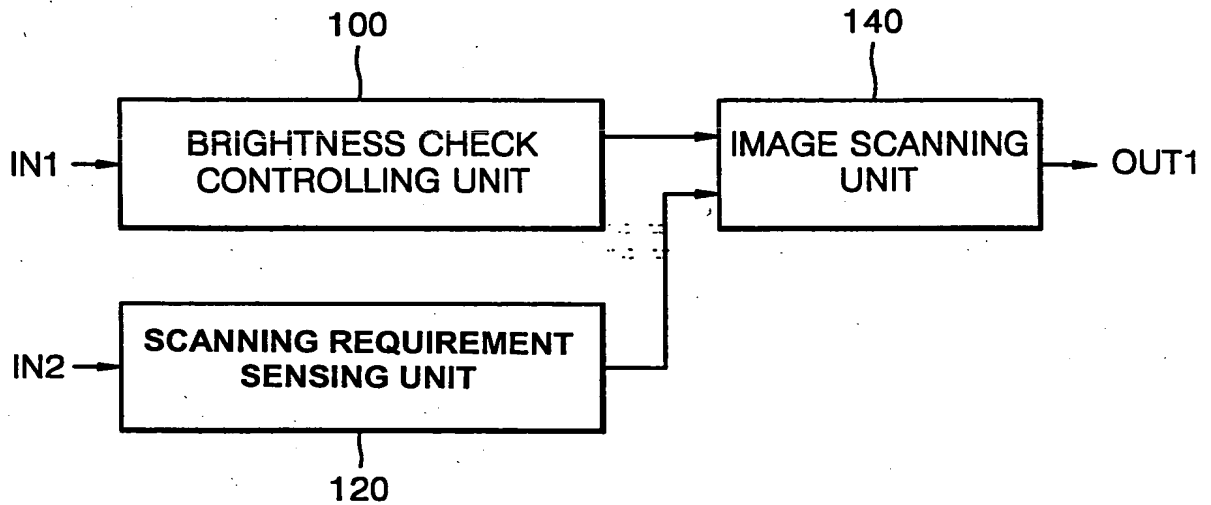 100
140
IN1
BRIGHTNESS CHECK
CONTROLLING UNIT
IMAGE SCANNING
UNIT
OUT1
IN2
SCANNING REQUIREMENT
SENSING UNIT
120